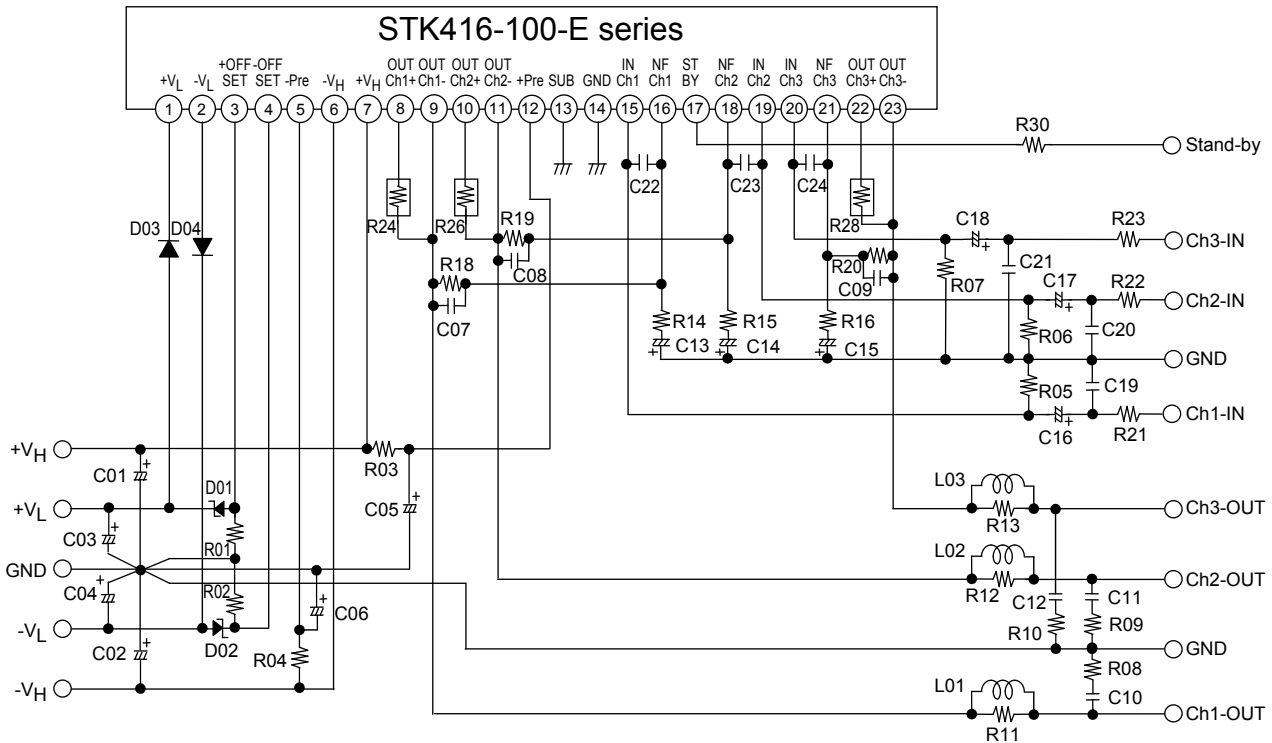 STK416-100-E series
+OFF -OFF OUT OUT OUT OUT IN NF ST NF IN IN NF OUT OUT
+VL -VL SET SET -Pre -VH +VH Ch1+ Ch1- Ch2+ Ch2- +Pre SUB GND Ch1 Ch1 BY Ch2 Ch2 Ch3 Ch3 Ch3+ Ch3-
1 2 3 4 5 6 7 8 9 10 11 12 13 14 15 16 17 18 19 20 21 22 23
R30
Stand-by
C22 C23 C24
R24 R26 R19 R28
D03 D04
C18 R23
Ch3-IN
C08 R20 C21
R18 C09 R07 C17 R22
Ch2-IN
C07
R14 R15 R16 R06 C20
C13 C14 C15
GND
R05 C19
Ch1-IN
C16 R21
+VH
R03
C01 +
D01
C05 +
L03
+VL
R13
Ch3-OUT
C03 +
R01
L02
GND
R12
Ch2-OUT
C04 +
R02
C06 +
C12 C11
-VL
R10 R09
D02
C02 +
R04
GND
R08
L01
C10
-VH
R11
Ch1-OUT